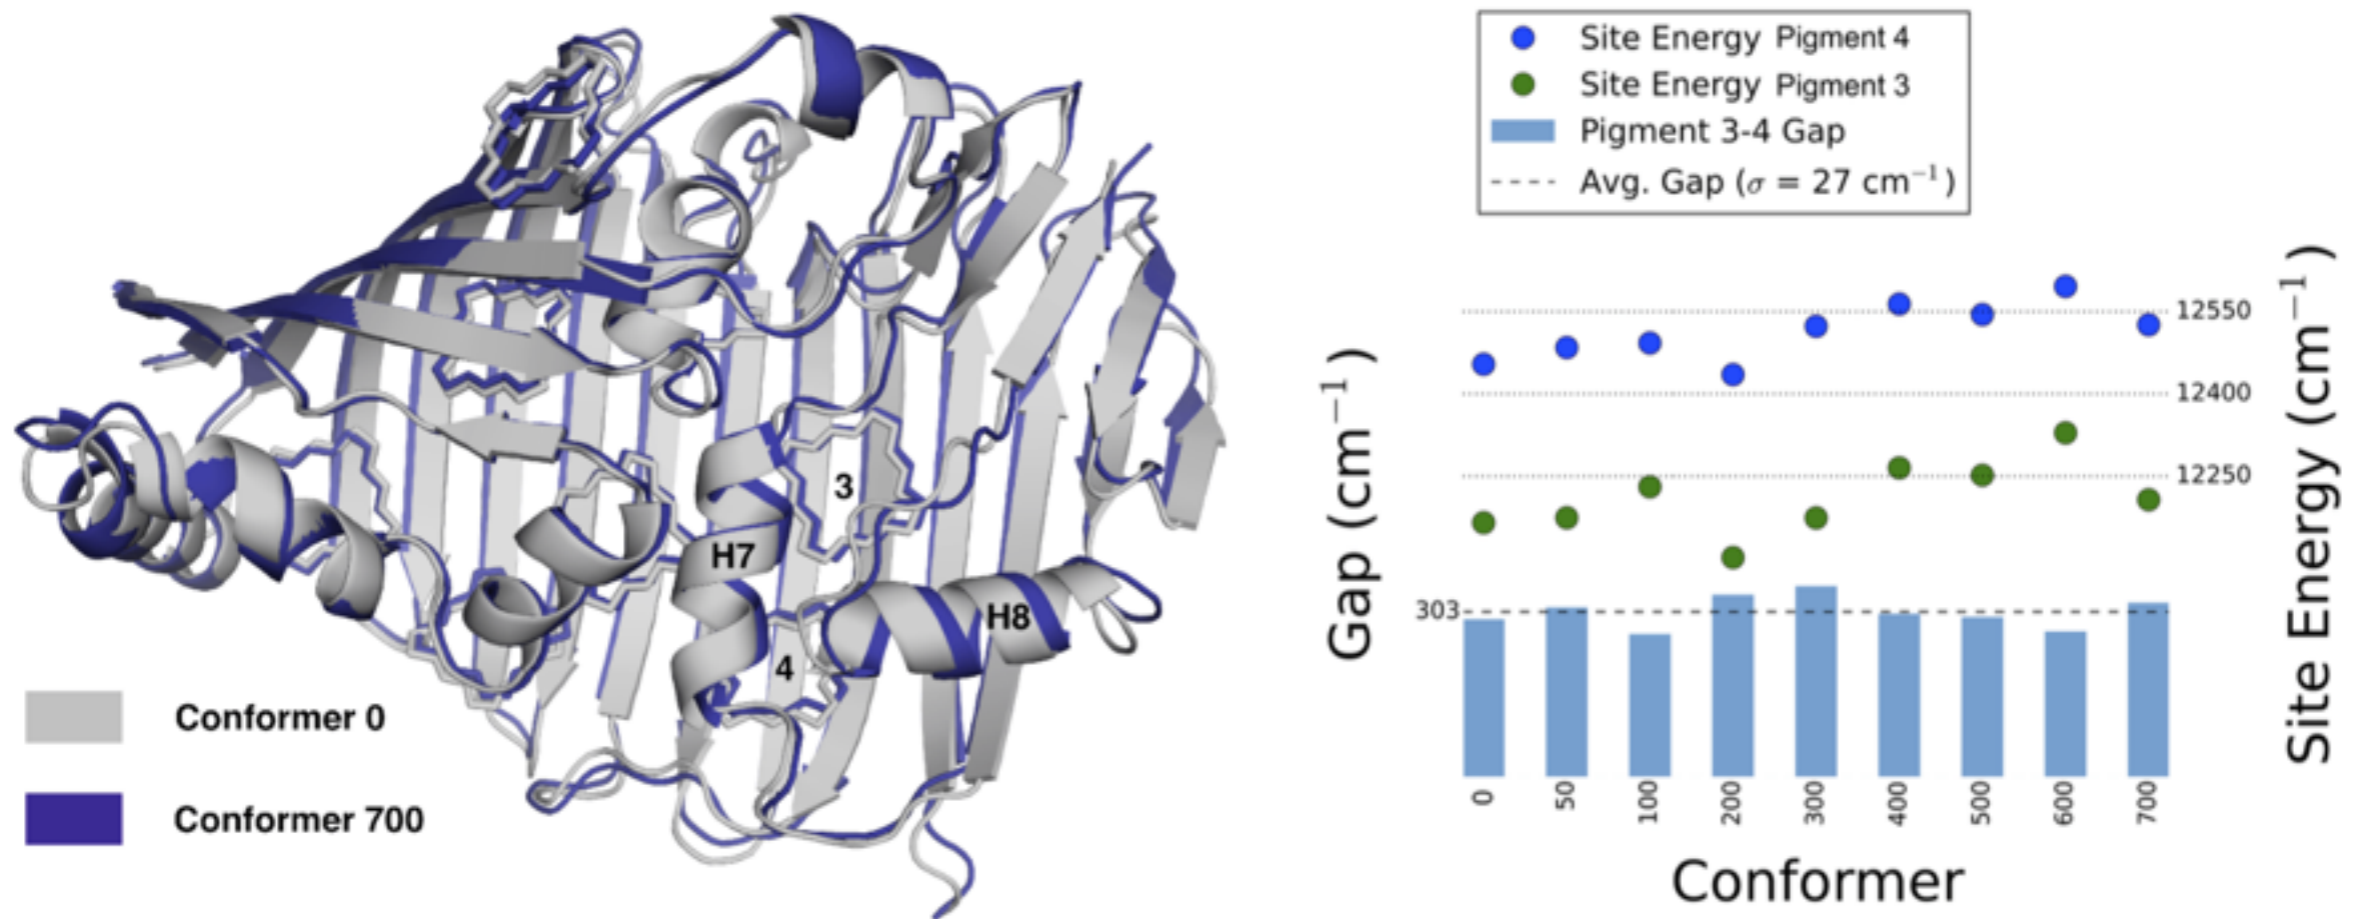 3
H7
H8
4
Conformer 0
Conformer 700
Site Energy Pigment 4
Site Energy Pigment 3
Pigment 3-4 Gap
Avg. Gap (σ = 27 cm⁻¹)
Gap (cm⁻¹)
303
12550
12400
12250
Site Energy (cm⁻¹)
0 50 100 200 300 400 500 600 700
Conformer